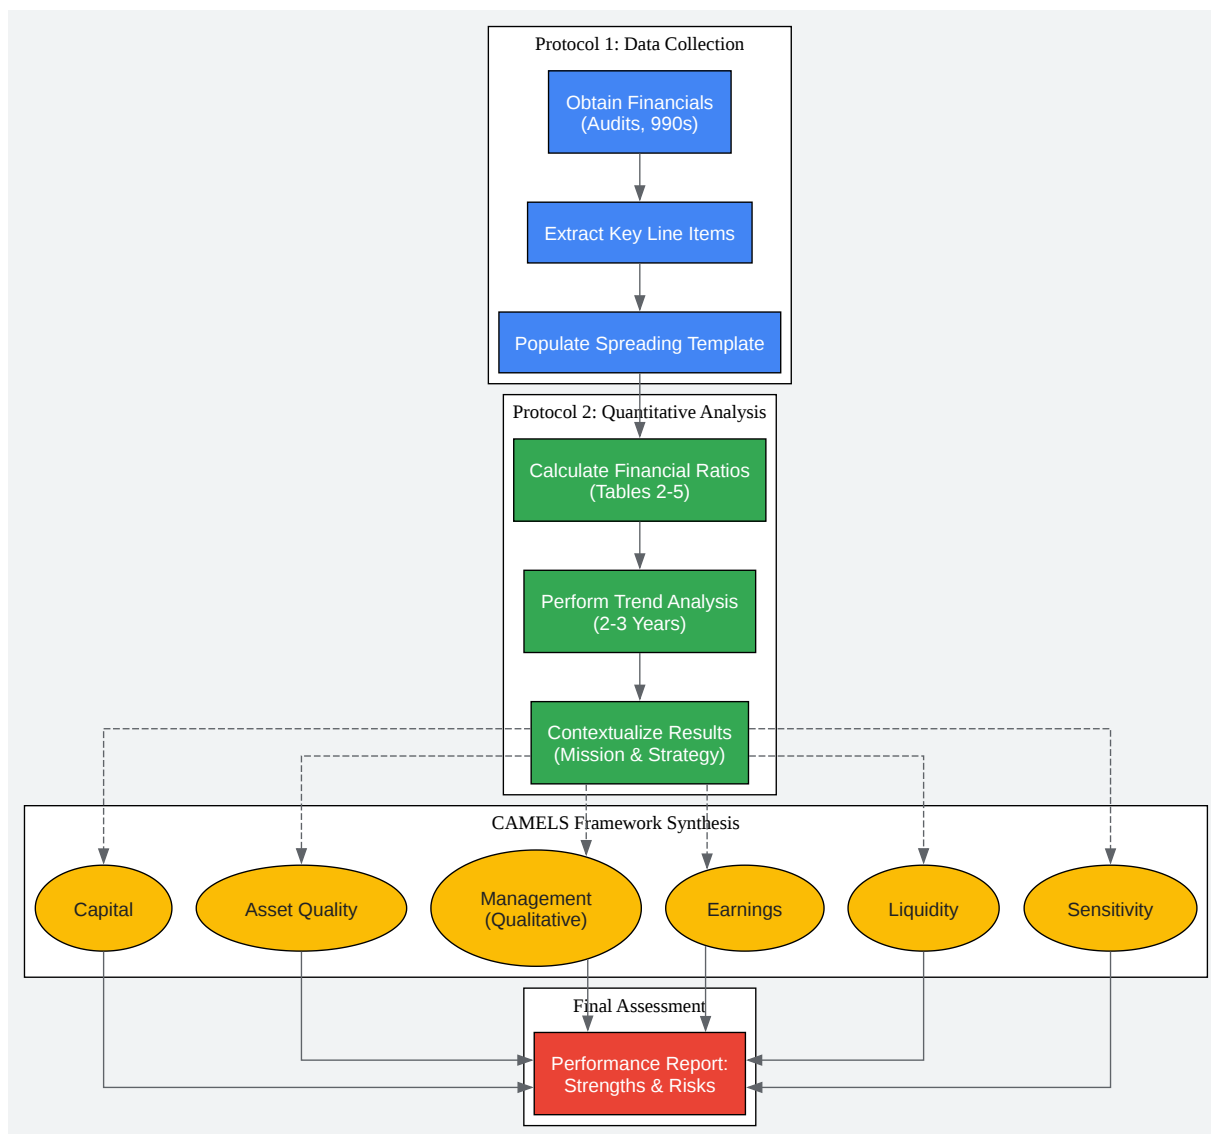 Protocol 1: Data Collection
Obtain Financials
(Audits, 990s)
Extract Key Line Items
Populate Spreading Template
Protocol 2: Quantitative Analysis
Calculate Financial Ratios
(Tables 2-5)
Perform Trend Analysis
(2-3 Years)
Contextualize Results
(Mission & Strategy)
CAMELS Framework Synthesis
Capital
Asset Quality
Management
(Qualitative)
Earnings
Liquidity
Sensitivity
Final Assessment
Performance Report:
Strengths & Risks